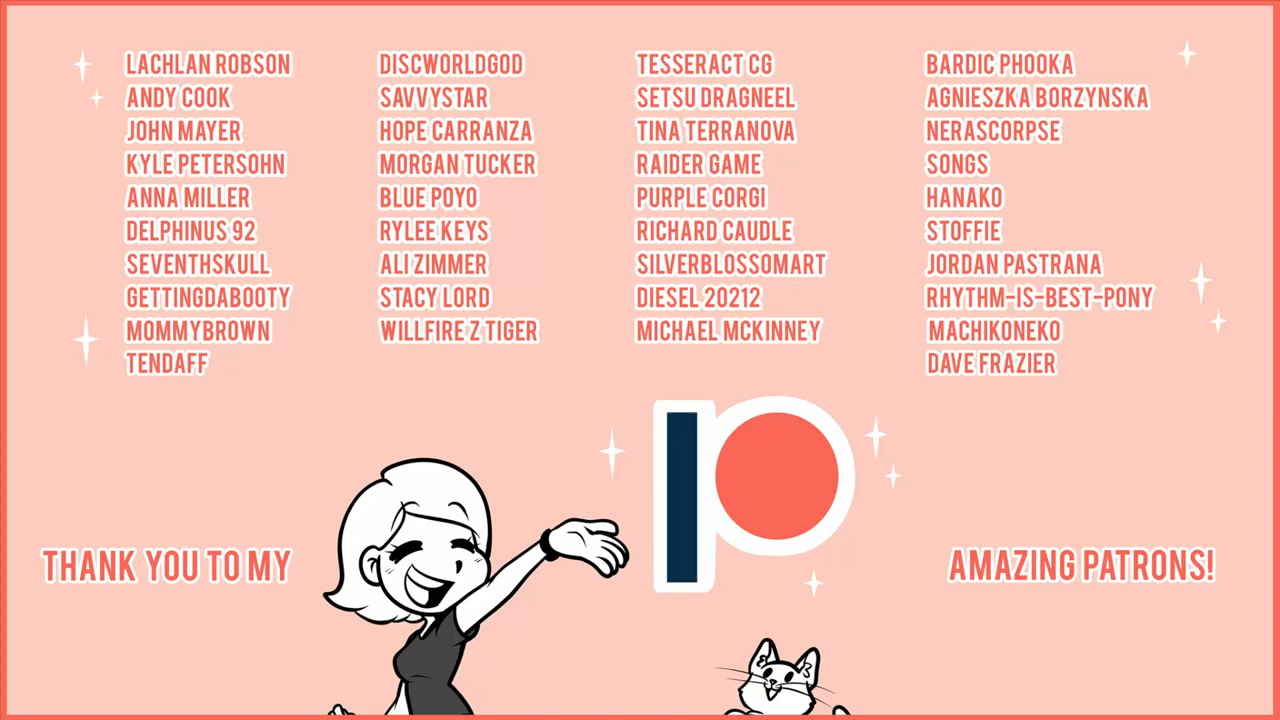 LACHLAN ROBSON
ANDY COOK
JOHN MAYER
KYLE PETERSOHN
ANNA MILLER
DELPHINUS 92
SEVENTHSKULL
GETTINGDABOOTY
MOMMYBROWN
TENDAFF
DISCWORLDGOD
SAVVYSTAR
HOPE CARRANZA
MORGAN TUCKER
BLUE POYO
RYLEE KEYS
ALI ZIMMER
STACY LORD
WILLFIRE Z TIGER
TESSERACT CG
SETSU DRAGNEEL
TINA TERRANOVA
RAIDER GAME
PURPLE CORGI
RICHARD CAUDLE
SILVERBLOSSOMART
DIESEL 20212
MICHAEL MCKINNEY
BARDIC PHOOKA
AGNIESZKA BORZYNSKA
NERASCORPSE
SONGS
HANAKO
STOFFIE
JORDAN PASTRANA
RHYTHM-IS-BEST-PONY
MACHIKONEKO
DAVE FRAZIER
THANK YOU TO MY
AMAZING PATRONS!